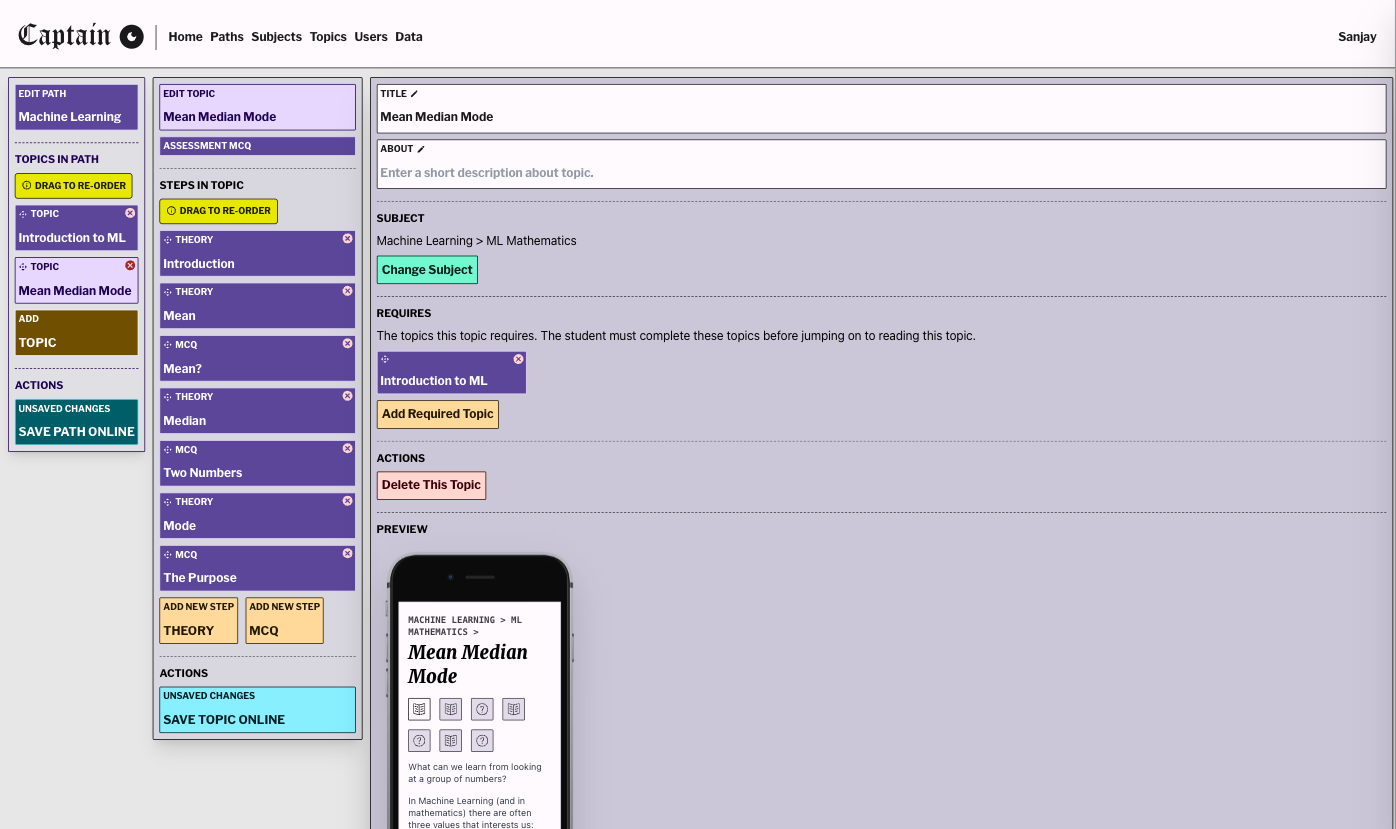 Captain
Home Paths Subjects Topics Users Data
Sanjay
EDIT PATH
Machine Learning
TOPICS IN PATH
DRAG TO RE-ORDER
TOPIC
Introduction to ML
TOPIC
Mean Median Mode
ADD
TOPIC
ACTIONS
UNSAVED CHANGES
SAVE PATH ONLINE
EDIT TOPIC
Mean Median Mode
ASSESSMENT MCQ
STEPS IN TOPIC
DRAG TO RE-ORDER
THEORY
Introduction
THEORY
Mean
MCQ
Mean?
THEORY
Median
MCQ
Two Numbers
THEORY
Mode
MCQ
The Purpose
ADD NEW STEP
THEORY
ADD NEW STEP
MCQ
ACTIONS
UNSAVED CHANGES
SAVE TOPIC ONLINE
TITLE
Mean Median Mode
ABOUT
Enter a short description about topic.
SUBJECT
Machine Learning > ML Mathematics
Change Subject
REQUIRES
The topics this topic requires. The student must complete these topics before jumping on to reading this topic.
Introduction to ML
Add Required Topic
ACTIONS
Delete This Topic
PREVIEW
MACHINE LEARNING > ML
MATHEMATICS >
Mean Median
Mode
What can we learn from looking
at a group of numbers?
In Machine Learning (and in
mathematics) there are often
three values that interests us: